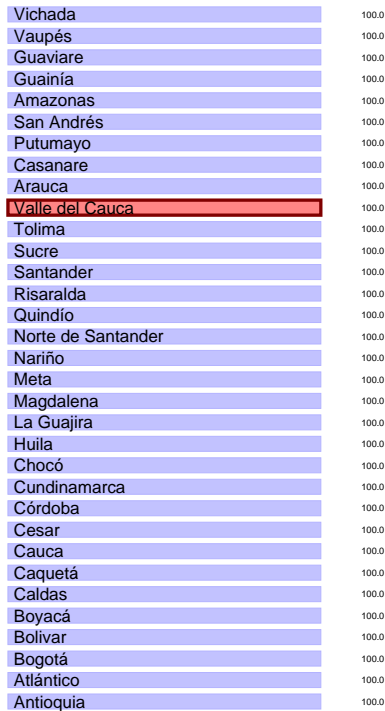 Vichada 100.0
Vaupés 100.0
Guaviare 100.0
Guainía 100.0
Amazonas 100.0
San Andrés 100.0
Putumayo 100.0
Casanare 100.0
Arauca 100.0
Valle del Cauca 100.0
Tolima 100.0
Sucre 100.0
Santander 100.0
Risaralda 100.0
Quindío 100.0
Norte de Santander 100.0
Nariño 100.0
Meta 100.0
Magdalena 100.0
La Guajira 100.0
Huila 100.0
Chocó 100.0
Cundinamarca 100.0
Córdoba 100.0
Cesar 100.0
Cauca 100.0
Caquetá 100.0
Caldas 100.0
Boyacá 100.0
Bolivar 100.0
Bogotá 100.0
Atlántico 100.0
Antioquia 100.0